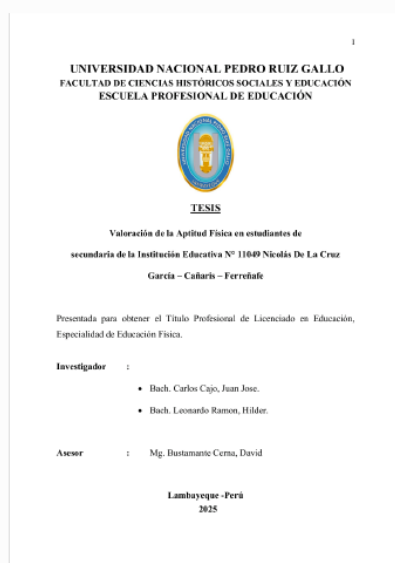 1
UNIVERSIDAD NACIONAL PEDRO RUIZ GALLO
FACULTAD DE CIENCIAS HISTÓRICOS SOCIALES Y EDUCACIÓN
ESCUELA PROFESIONAL DE EDUCACIÓN
TESIS
Valoración de la Aptitud Física en estudiantes de
secundaria de la Institución Educativa N° 11049 Nicolás De La Cruz
García – Cañaris – Ferreñafe
Presentada para obtener el Título Profesional de Licenciado en Educación,
Especialidad de Educación Física.
Investigador :
• Bach. Carlos Cajo, Juan Jose.
• Bach. Leonardo Ramon, Hilder.
Asesor : Mg. Bustamante Cerna, David
Lambayeque -Perú
2025